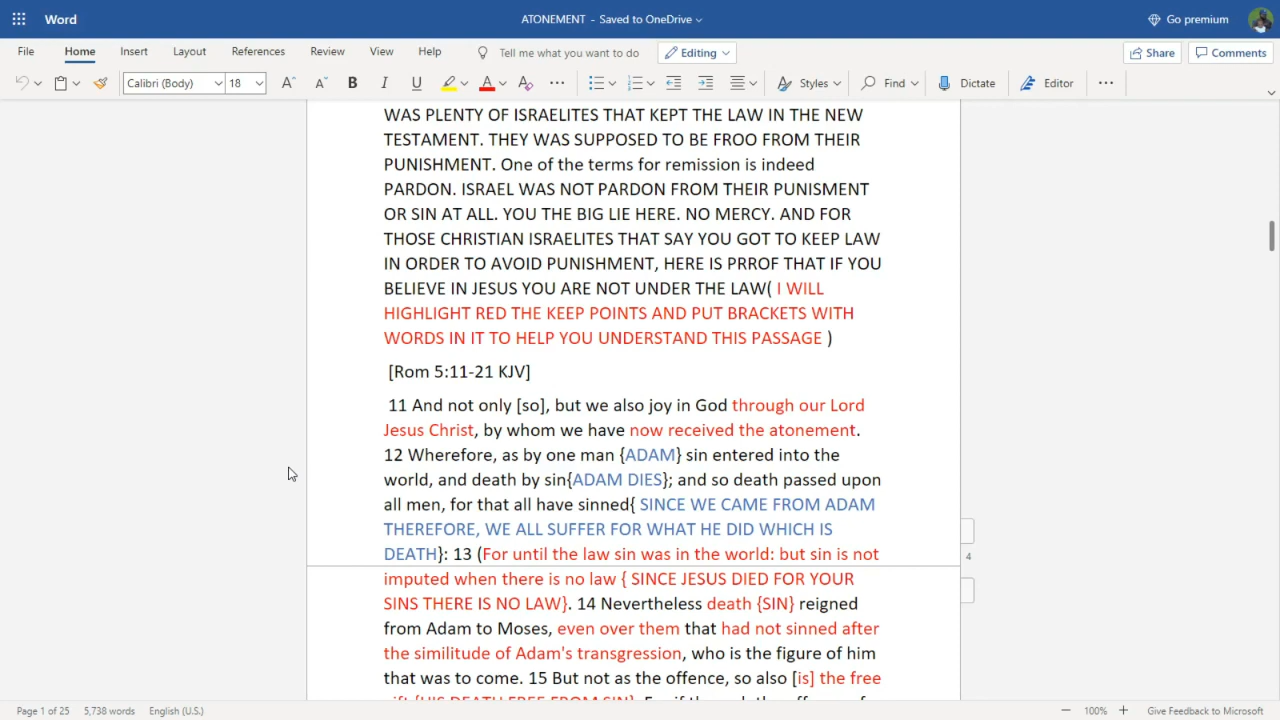 Word
ATONEMENT - Saved to OneDrive
Go premium
File Home Insert Layout References Review View Help Tell me what you want to do Editing Share Comments
Calibri (Body) 18 A A B I U A A Styles Find Dictate Editor
WAS PLENTY OF ISRAELITES THAT KEPT THE LAW IN THE NEW
TESTAMENT. THEY WAS SUPPOSED TO BE FROO FROM THEIR
PUNISHMENT. One of the terms for remission is indeed
PARDON. ISRAEL WAS NOT PARDON FROM THEIR PUNISMENT
OR SIN AT ALL. YOU THE BIG LIE HERE. NO MERCY. AND FOR
THOSE CHRISTIAN ISRAELITES THAT SAY YOU GOT TO KEEP LAW
IN ORDER TO AVOID PUNISHMENT, HERE IS PRROF THAT IF YOU
BELIEVE IN JESUS YOU ARE NOT UNDER THE LAW( I WILL
HIGHLIGHT RED THE KEEP POINTS AND PUT BRACKETS WITH
WORDS IN IT TO HELP YOU UNDERSTAND THIS PASSAGE )
[Rom 5:11-21 KJV]
11 And not only [so], but we also joy in God through our Lord
Jesus Christ, by whom we have now received the atonement.
12 Wherefore, as by one man {ADAM} sin entered into the
world, and death by sin{ADAM DIES}; and so death passed upon
all men, for that all have sinned{ SINCE WE CAME FROM ADAM
THEREFORE, WE ALL SUFFER FOR WHAT HE DID WHICH IS
DEATH}: 13 (For until the law sin was in the world: but sin is not
4
imputed when there is no law { SINCE JESUS DIED FOR YOUR
SINS THERE IS NO LAW}. 14 Nevertheless death {SIN} reigned
from Adam to Moses, even over them that had not sinned after
the similitude of Adam's transgression, who is the figure of him
that was to come. 15 But not as the offence, so also [is] the free
Page 1 of 25 5,738 words English (U.S.) 100% Give Feedback to Microsoft